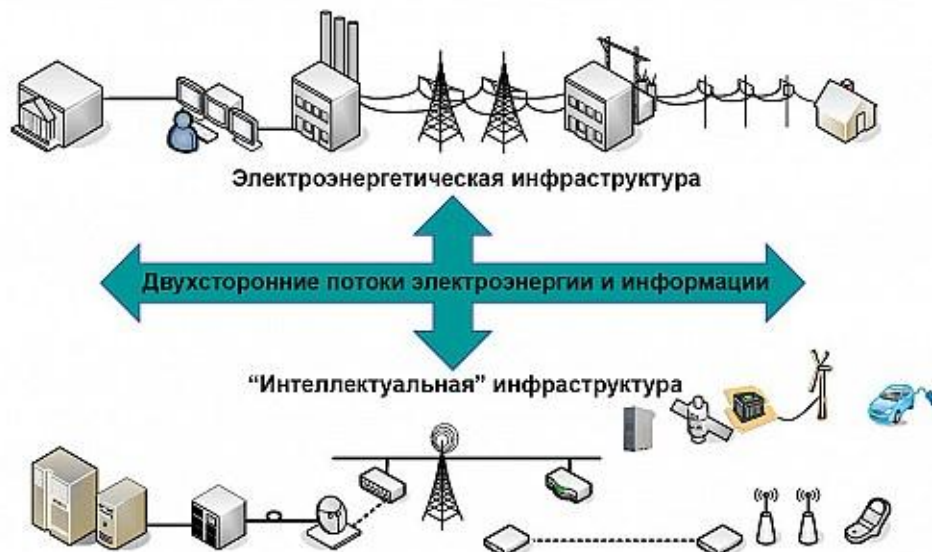 Электроэнергетическая инфраструктура
Двухсторонние потоки электроэнергии и информации
“Интеллектуальная” инфраструктура